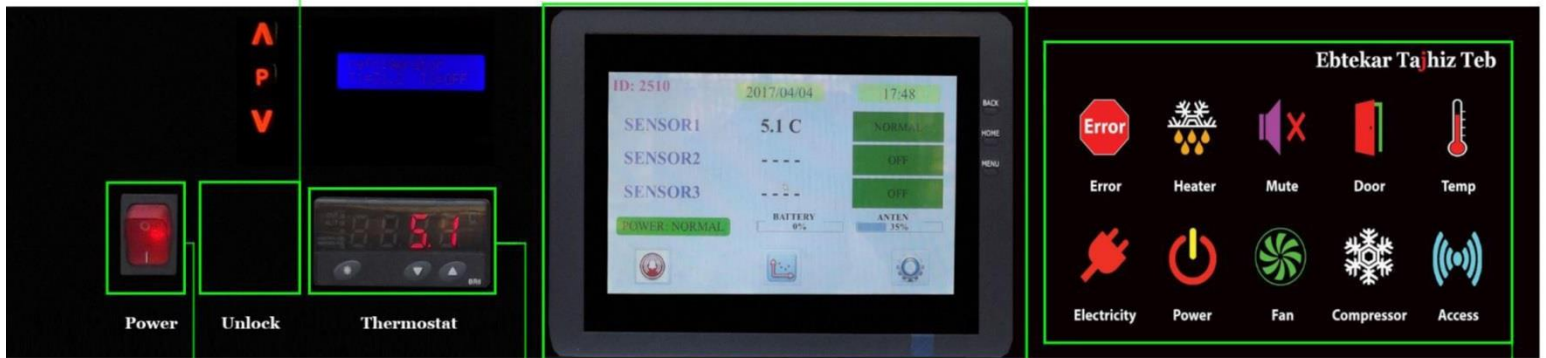 P
5.1
BRII
Power
Unlock
Thermostat
ID: 2510
2017/04/04
17:48
SENSOR1
5.1 C
NORMAL
SENSOR2
- - - -
OFF
SENSOR3
- - - -
OFF
POWER: NORMAL
BATTERY
0%
ANTEN
35%
BACK
HOME
MENU
Ebtekar Tajhiz Teb
Error
Error
Heater
Mute
Door
Temp
Electricity
Power
Fan
Compressor
Access